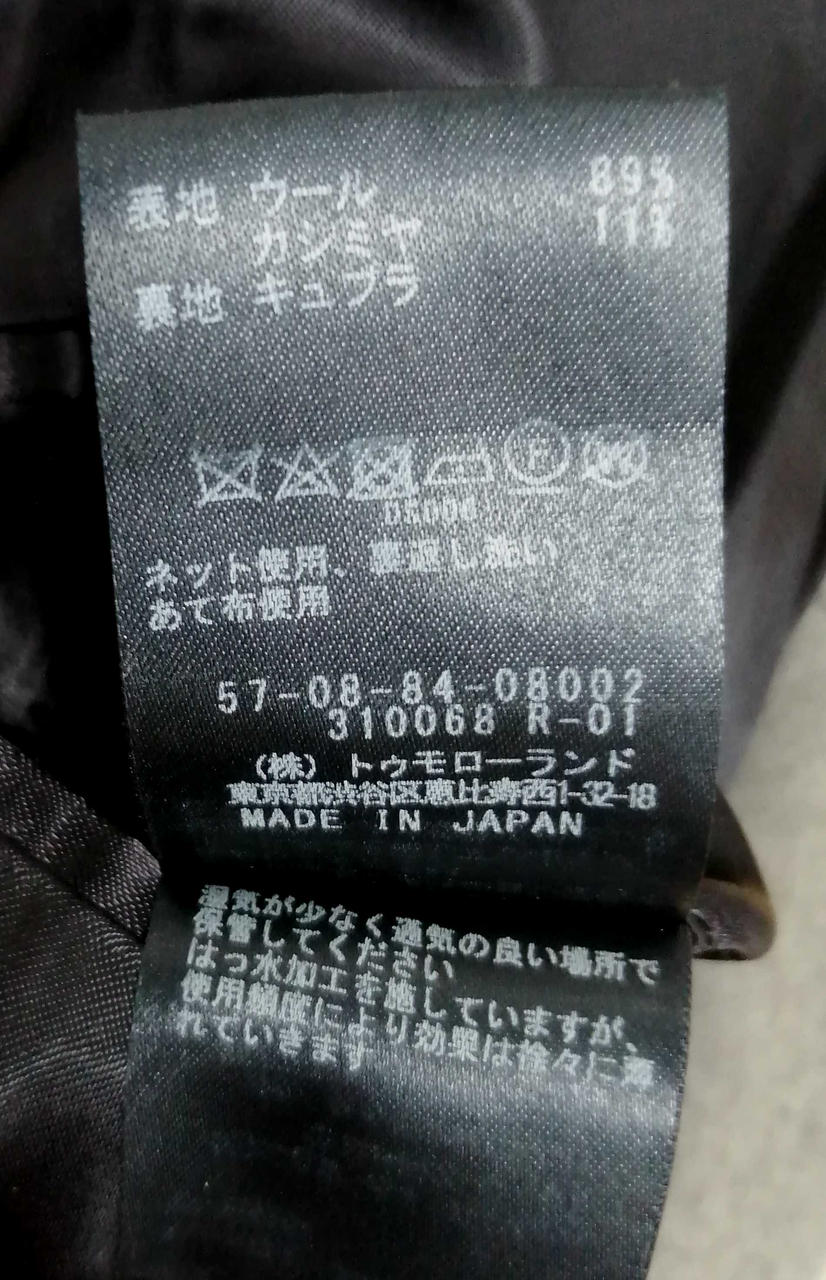 表地 ウール 89%
カシミヤ 11%
裏地 キュプラ
P
ネット使用、裏返し洗い
あて布使用
57-08-84-08002
310068 R-01
(株) トゥモローランド
東京都渋谷区恵比寿西1-32-18
MADE IN JAPAN
湿気が少なく通気の良い場所で
保管してください
はっ水加工を施していますが、
使用頻度により効果は徐々に薄
れていきます